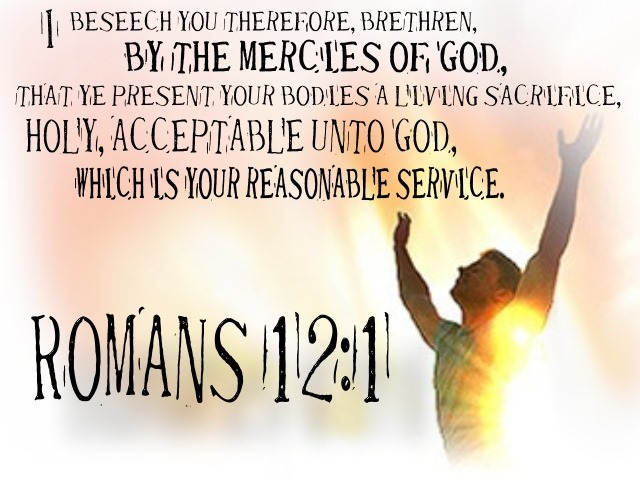 I BESEECH YOU THEREFORE, BRETHREN,
BY THE MERCIES OF GOD,
THAT YE PRESENT YOUR BODIES A LIVING SACRIFICE,
HOLY, ACCEPTABLE UNTO GOD,
WHICH IS YOUR REASONABLE SERVICE.
ROMANS 12:1